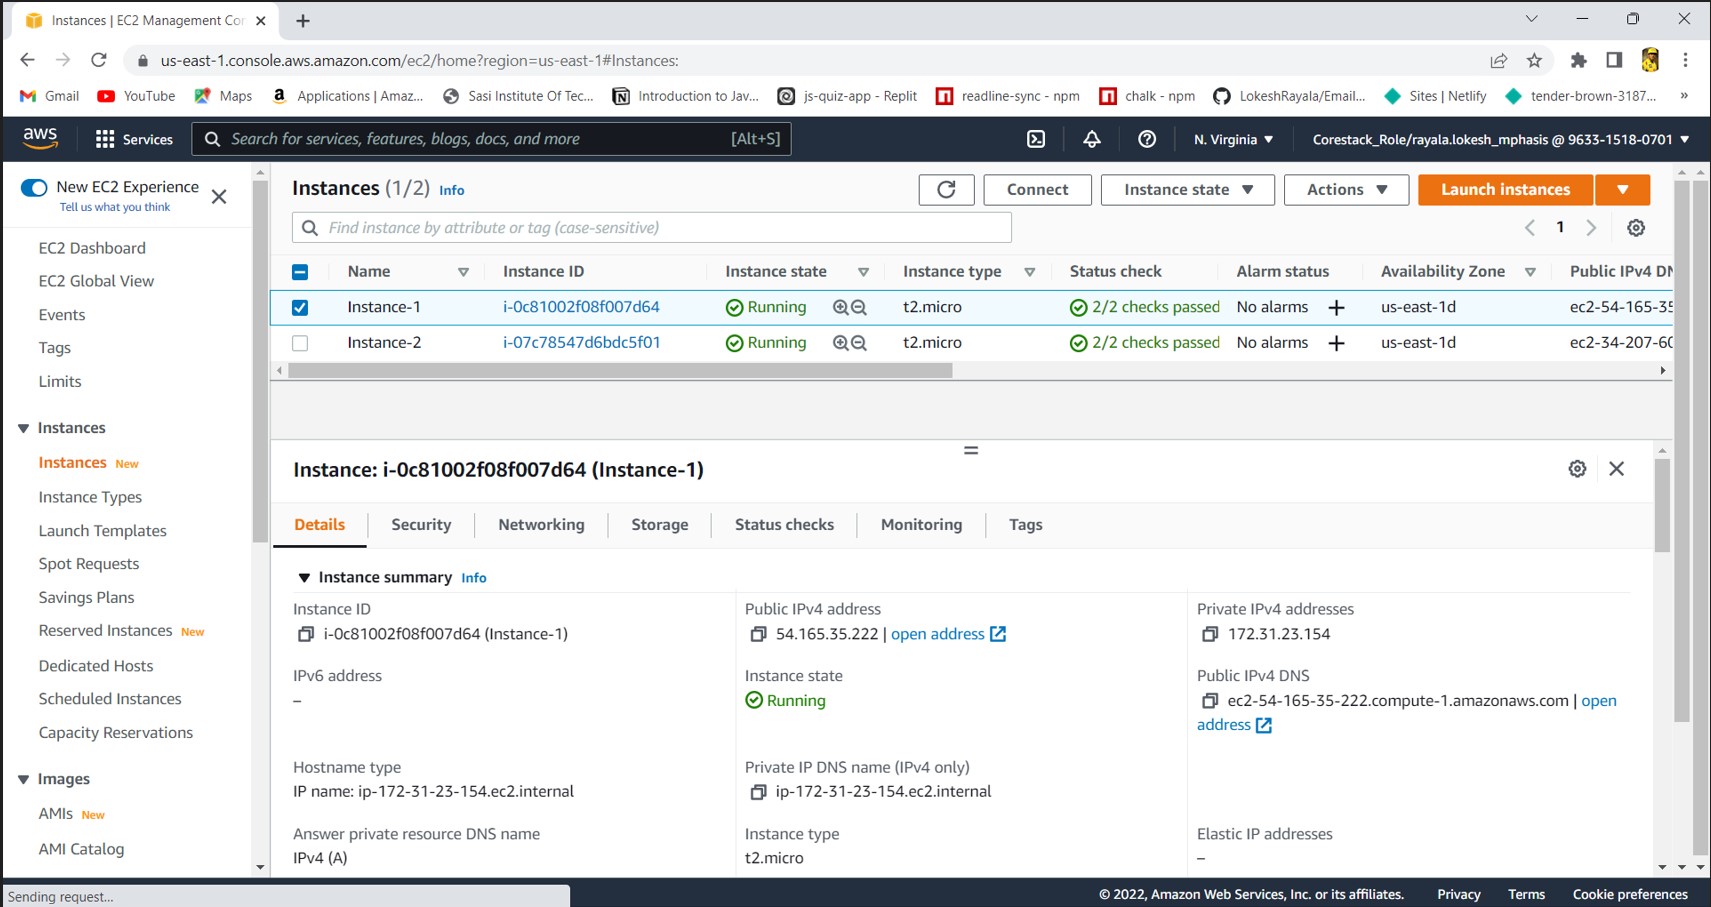 Instances | EC2 Management Con
us-east-1.console.aws.amazon.com/ec2/home?region=us-east-1#Instances:
Gmail YouTube Maps Applications | Amaz... Sasi Institute Of Tec... Introduction to Jav... js-quiz-app - Replit readline-sync - npm chalk - npm LokeshRayala/Email... Sites | Netlify tender-brown-3187... »
aws Services Search for services, features, blogs, docs, and more [Alt+S] N. Virginia Corestack_Role/rayala.lokesh_mphasis @ 9633-1518-0701
New EC2 Experience
Tell us what you think
EC2 Dashboard
EC2 Global View
Events
Tags
Limits
Instances
Instances New
Instance Types
Launch Templates
Spot Requests
Savings Plans
Reserved Instances New
Dedicated Hosts
Scheduled Instances
Capacity Reservations
Images
AMIs New
AMI Catalog
Instances (1/2) Info Connect Instance state Actions Launch instances
Find instance by attribute or tag (case-sensitive) 1
Name Instance ID Instance state Instance type Status check Alarm status Availability Zone Public IPv4 DN
Instance-1 i-0c81002f08f007d64 Running t2.micro 2/2 checks passed No alarms us-east-1d ec2-54-165-35
Instance-2 i-07c78547d6bdc5f01 Running t2.micro 2/2 checks passed No alarms us-east-1d ec2-34-207-60
Instance: i-0c81002f08f007d64 (Instance-1)
Details Security Networking Storage Status checks Monitoring Tags
Instance summary Info
Instance ID Public IPv4 address Private IPv4 addresses
i-0c81002f08f007d64 (Instance-1) 54.165.35.222 | open address 172.31.23.154
IPv6 address Instance state Public IPv4 DNS
– Running ec2-54-165-35-222.compute-1.amazonaws.com | open
address
Hostname type Private IP DNS name (IPv4 only)
IP name: ip-172-31-23-154.ec2.internal ip-172-31-23-154.ec2.internal
Answer private resource DNS name Instance type Elastic IP addresses
IPv4 (A) t2.micro –
Sending request... © 2022, Amazon Web Services, Inc. or its affiliates. Privacy Terms Cookie preferences